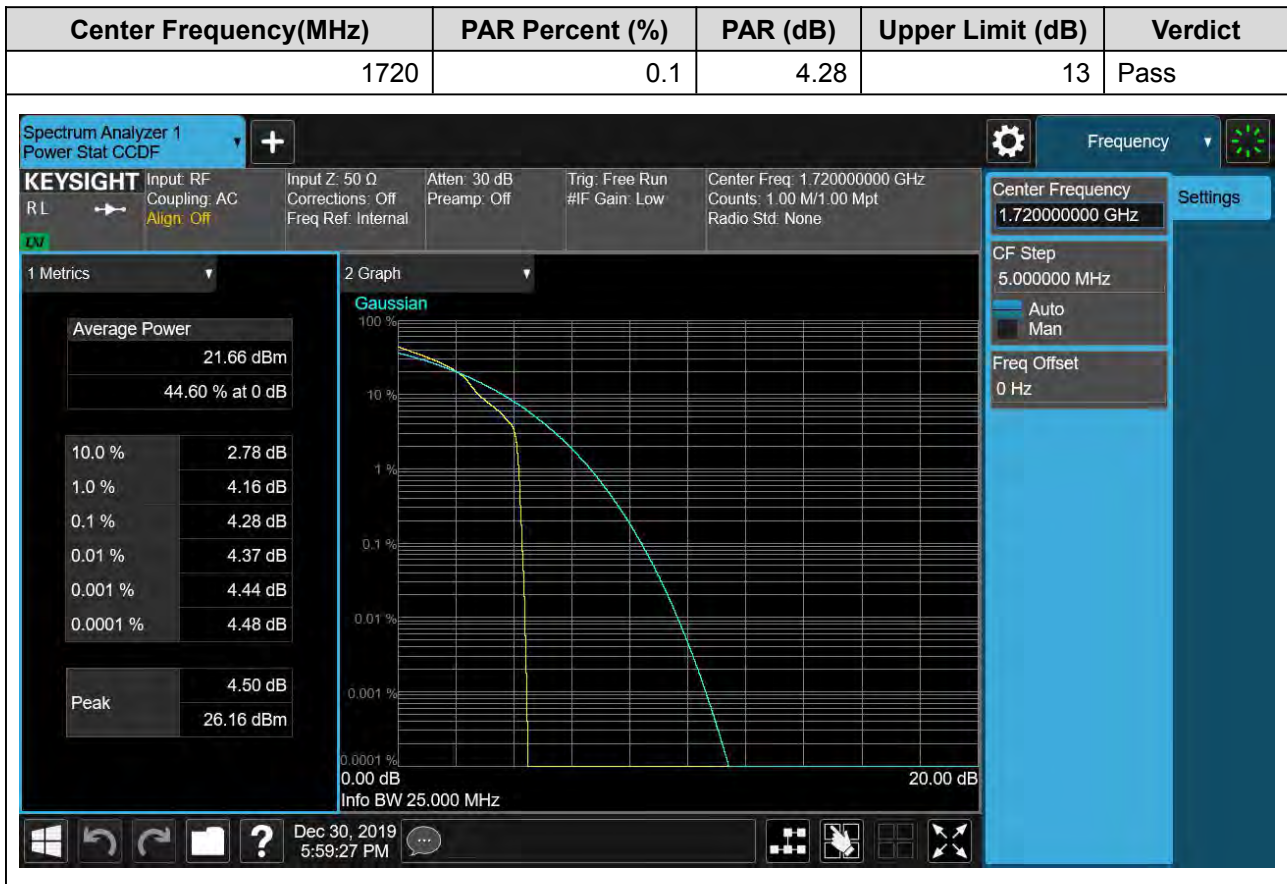 Center Frequency(MHz) PAR Percent (%) PAR (dB) Upper Limit (dB) Verdict
1720 0.1 4.28 13 Pass
Spectrum Analyzer 1
Power Stat CCDF
Frequency
KEYSIGHT
R L
Input: RF
Coupling: AC
Align: Off
Input Z: 50 Ω
Corrections: Off
Freq Ref: Internal
Atten: 30 dB
Preamp: Off
Trig: Free Run
#IF Gain: Low
Center Freq: 1.720000000 GHz
Counts: 1.00 M/1.00 Mpt
Radio Std: None
Center Frequency
1.720000000 GHz
Settings
CF Step
5.000000 MHz
Auto
Man
Freq Offset
0 Hz
1 Metrics
Average Power
21.66 dBm
44.60 % at 0 dB
10.0 % 2.78 dB
1.0 % 4.16 dB
0.1 % 4.28 dB
0.01 % 4.37 dB
0.001 % 4.44 dB
0.0001 % 4.48 dB
Peak
4.50 dB
26.16 dBm
2 Graph
Gaussian
100 %
10 %
1 %
0.1 %
0.01 %
0.001 %
0.0001 %
0.00 dB 20.00 dB
Info BW 25.000 MHz
?
Dec 30, 2019
5:59:27 PM